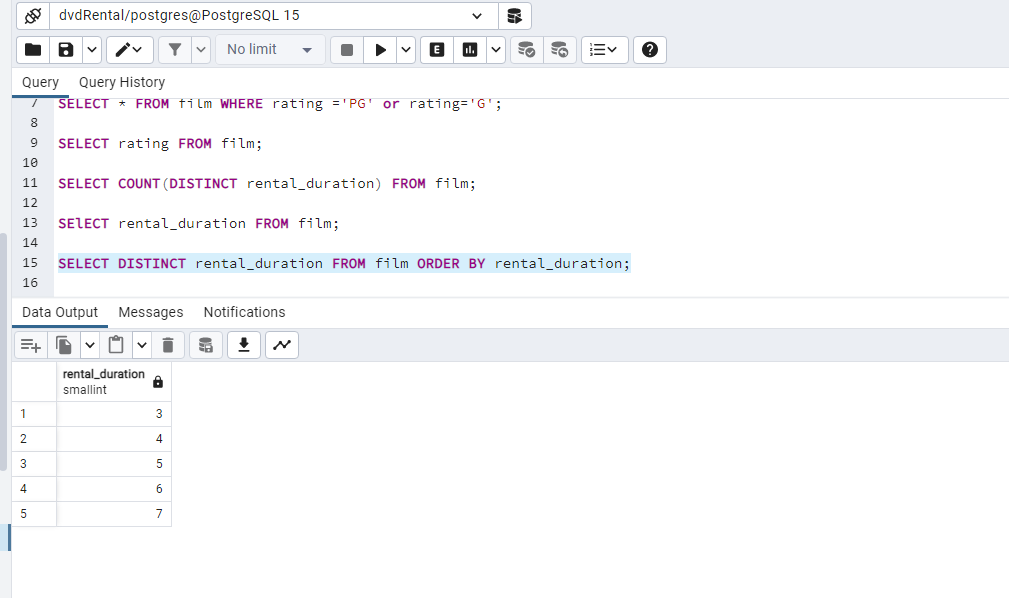 dvdRental/postgres@PostgreSQL 15
No limit
E
Query Query History
7 SELECT * FROM film WHERE rating ='PG' or rating='G';
8
9 SELECT rating FROM film;
10
11 SELECT COUNT(DISTINCT rental_duration) FROM film;
12
13 SElECT rental_duration FROM film;
14
15 SELECT DISTINCT rental_duration FROM film ORDER BY rental_duration;
16
Data Output Messages Notifications
rental_duration
smallint
1 3
2 4
3 5
4 6
5 7